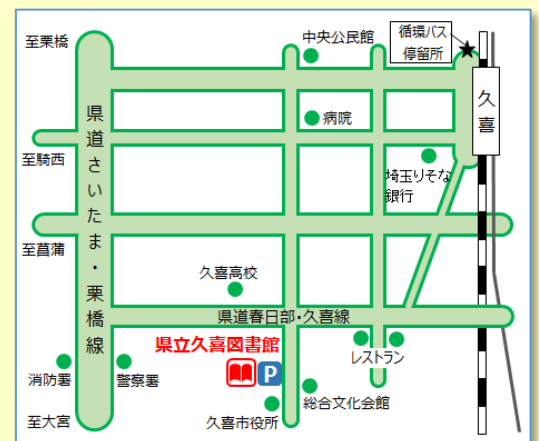 至栗橋
中央公民館
循環バス
停留所
久喜
病院
県道さいたま・栗橋線
至騎西
埼玉りそな
銀行
至菖蒲
久喜高校
県道春日部・久喜線
県立久喜図書館
P
レストラン
消防署
警察署
総合文化会館
至大宮
久喜市役所